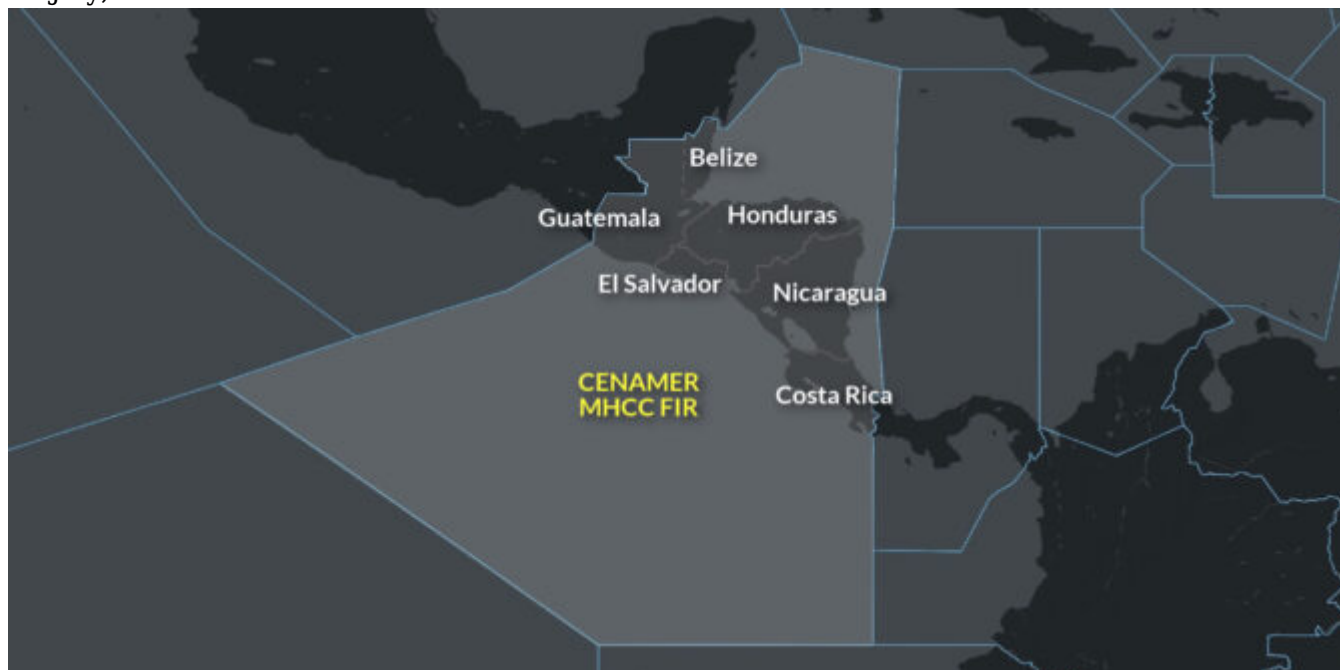 Belize
Guatemala
Honduras
El Salvador
Nicaragua
CENAMER
MHCC FIR
Costa Rica